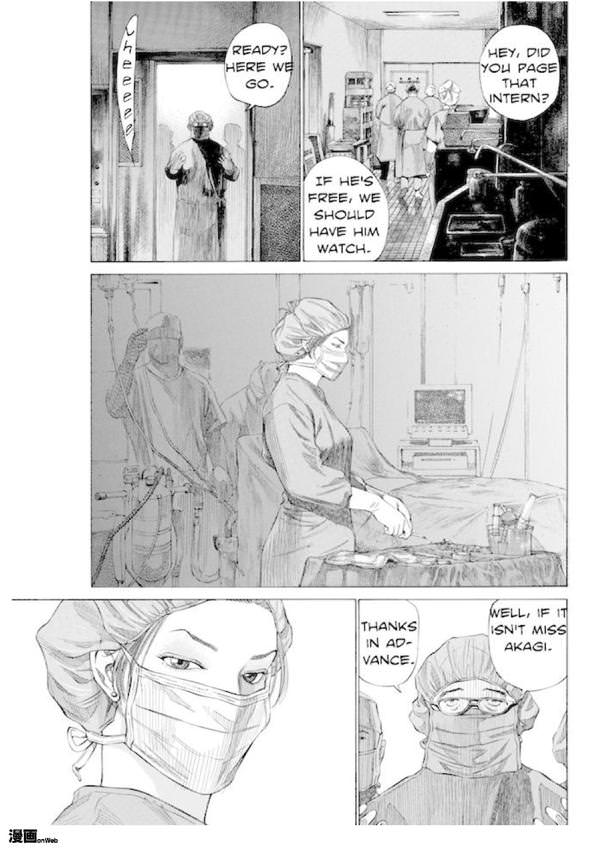 HEY, DID
YOU PAGE
THAT
INTERN?
IF HE'S
FREE, WE
SHOULD
HAVE HIM
WATCH.
READY?
HERE WE
GO.
WELL, IF IT
ISN'T MISS
AKAGI.
THANKS
IN AD-
VANCE.
漫画onWeb